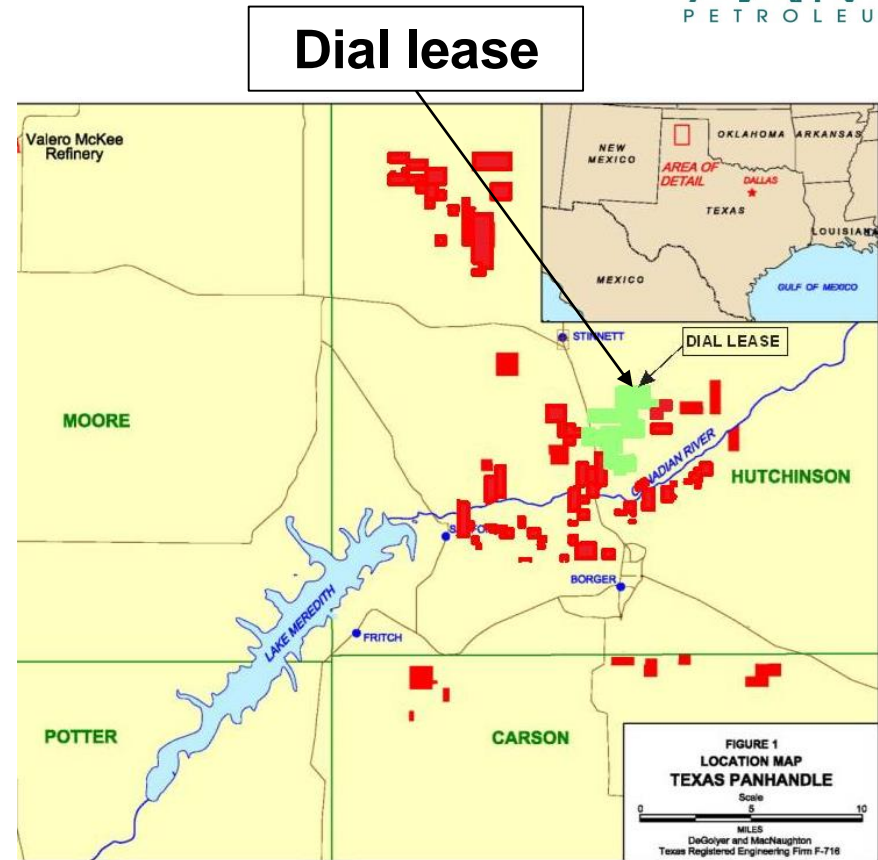 PETROLEU
Dial lease
Valero McKee
Refinery
NEW
MEXICO
OKLAHOMA
ARKANSAS
AREA OF
DETAIL
DALLAS
TEXAS
LOUISIANA
MEXICO
GULF OF MEXICO
STINNETT
DIAL LEASE
MOORE
CANADIAN RIVER
HUTCHINSON
BORGER
LAKE MEREDITH
FRITCH
POTTER
CARSON
FIGURE 1
LOCATION MAP
TEXAS PANHANDLE
Scale
0 5 10
MILES
DeGolyer and MacNaughton
Texas Registered Engineering Firm F-716